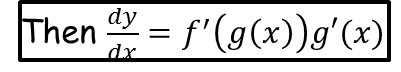 Then dy/dx = f′(g(x))g′(x)